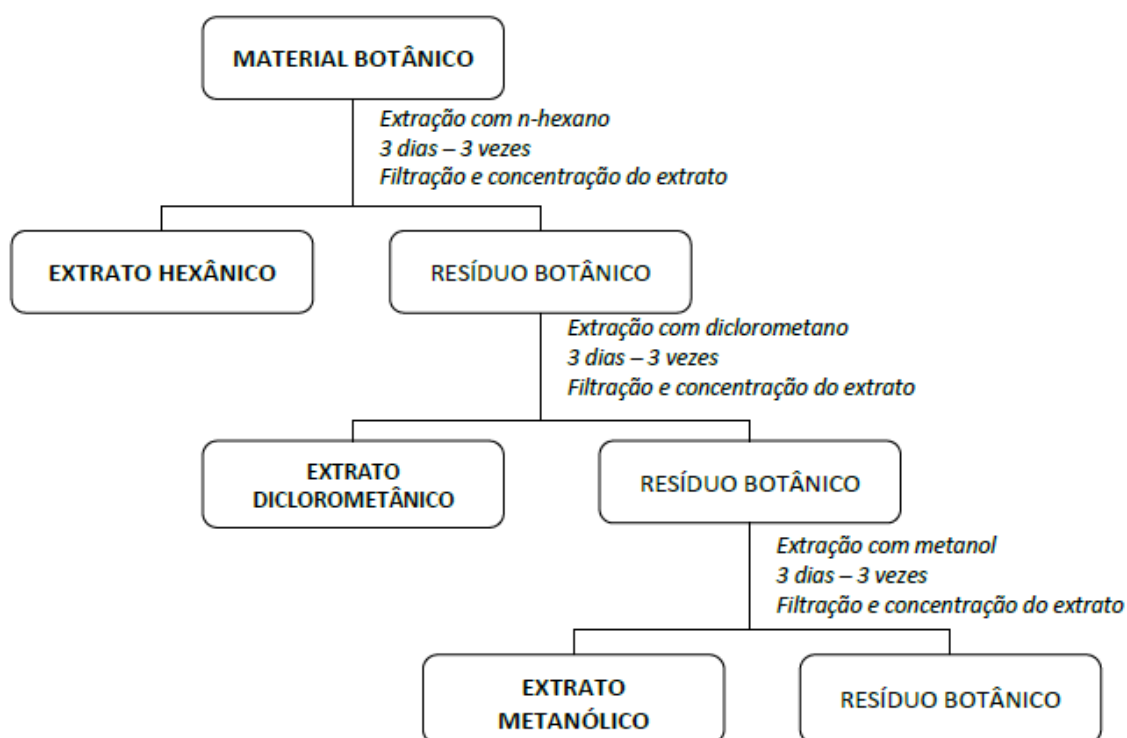 MATERIAL BOTÂNICO
Extração com n-hexano
3 dias – 3 vezes
Filtração e concentração do extrato
EXTRATO HEXÂNICO
RESÍDUO BOTÂNICO
Extração com diclorometano
3 dias – 3 vezes
Filtração e concentração do extrato
EXTRATO
DICLOROMETÂNICO
RESÍDUO BOTÂNICO
Extração com metanol
3 dias – 3 vezes
Filtração e concentração do extrato
EXTRATO
METANÓLICO
RESÍDUO BOTÂNICO